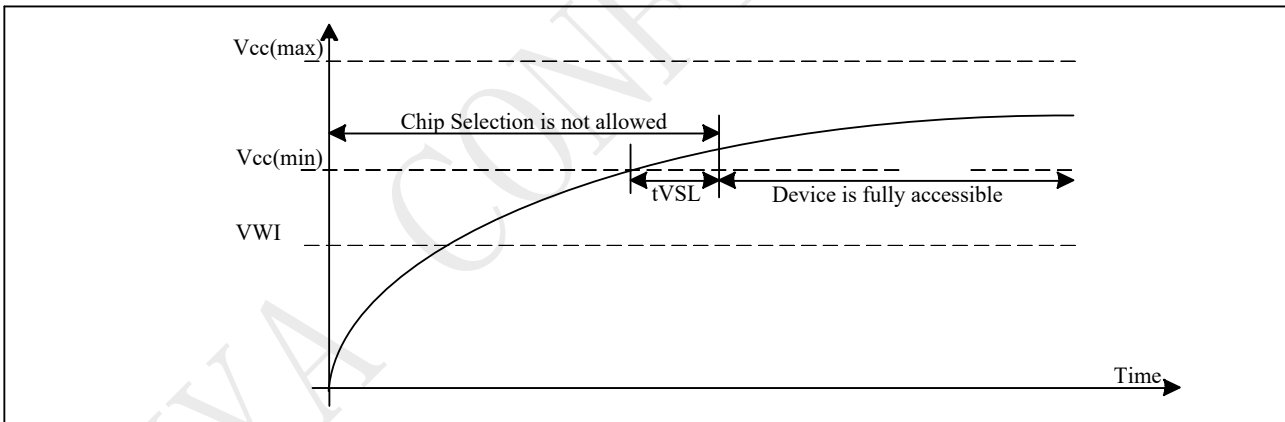 Vcc(max)
Chip Selection is not allowed
Vcc(min)
tVSL
Device is fully accessible
VWI
Time